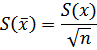 S(x̄) = S(x) / √n